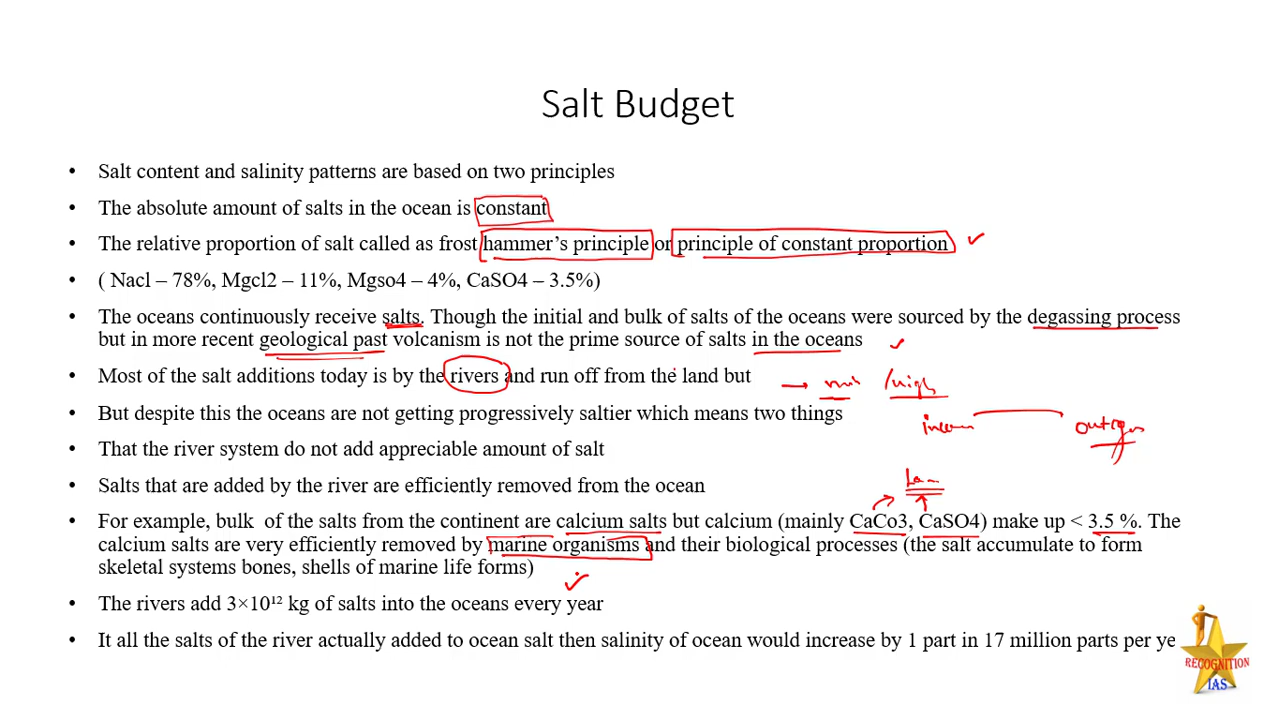 Salt Budget
• Salt content and salinity patterns are based on two principles
• The absolute amount of salts in the ocean is constant
• The relative proportion of salt called as frost hammer's principle or principle of constant proportion
• ( Nacl – 78%, Mgcl2 – 11%, Mgso4 – 4%, CaSO4 – 3.5%)
• The oceans continuously receive salts. Though the initial and bulk of salts of the oceans were sourced by the degassing process
but in more recent geological past volcanism is not the prime source of salts in the oceans
• Most of the salt additions today is by the rivers and run off from the land but
• But despite this the oceans are not getting progressively saltier which means two things
• That the river system do not add appreciable amount of salt
• Salts that are added by the river are efficiently removed from the ocean
• For example, bulk of the salts from the continent are calcium salts but calcium (mainly CaCo3, CaSO4) make up < 3.5 %. The
calcium salts are very efficiently removed by marine organisms and their biological processes (the salt accumulate to form
skeletal systems bones, shells of marine life forms)
• The rivers add 3×10¹² kg of salts into the oceans every year
• It all the salts of the river actually added to ocean salt then salinity of ocean would increase by 1 part in 17 million parts per ye
RECOGNITION
IAS